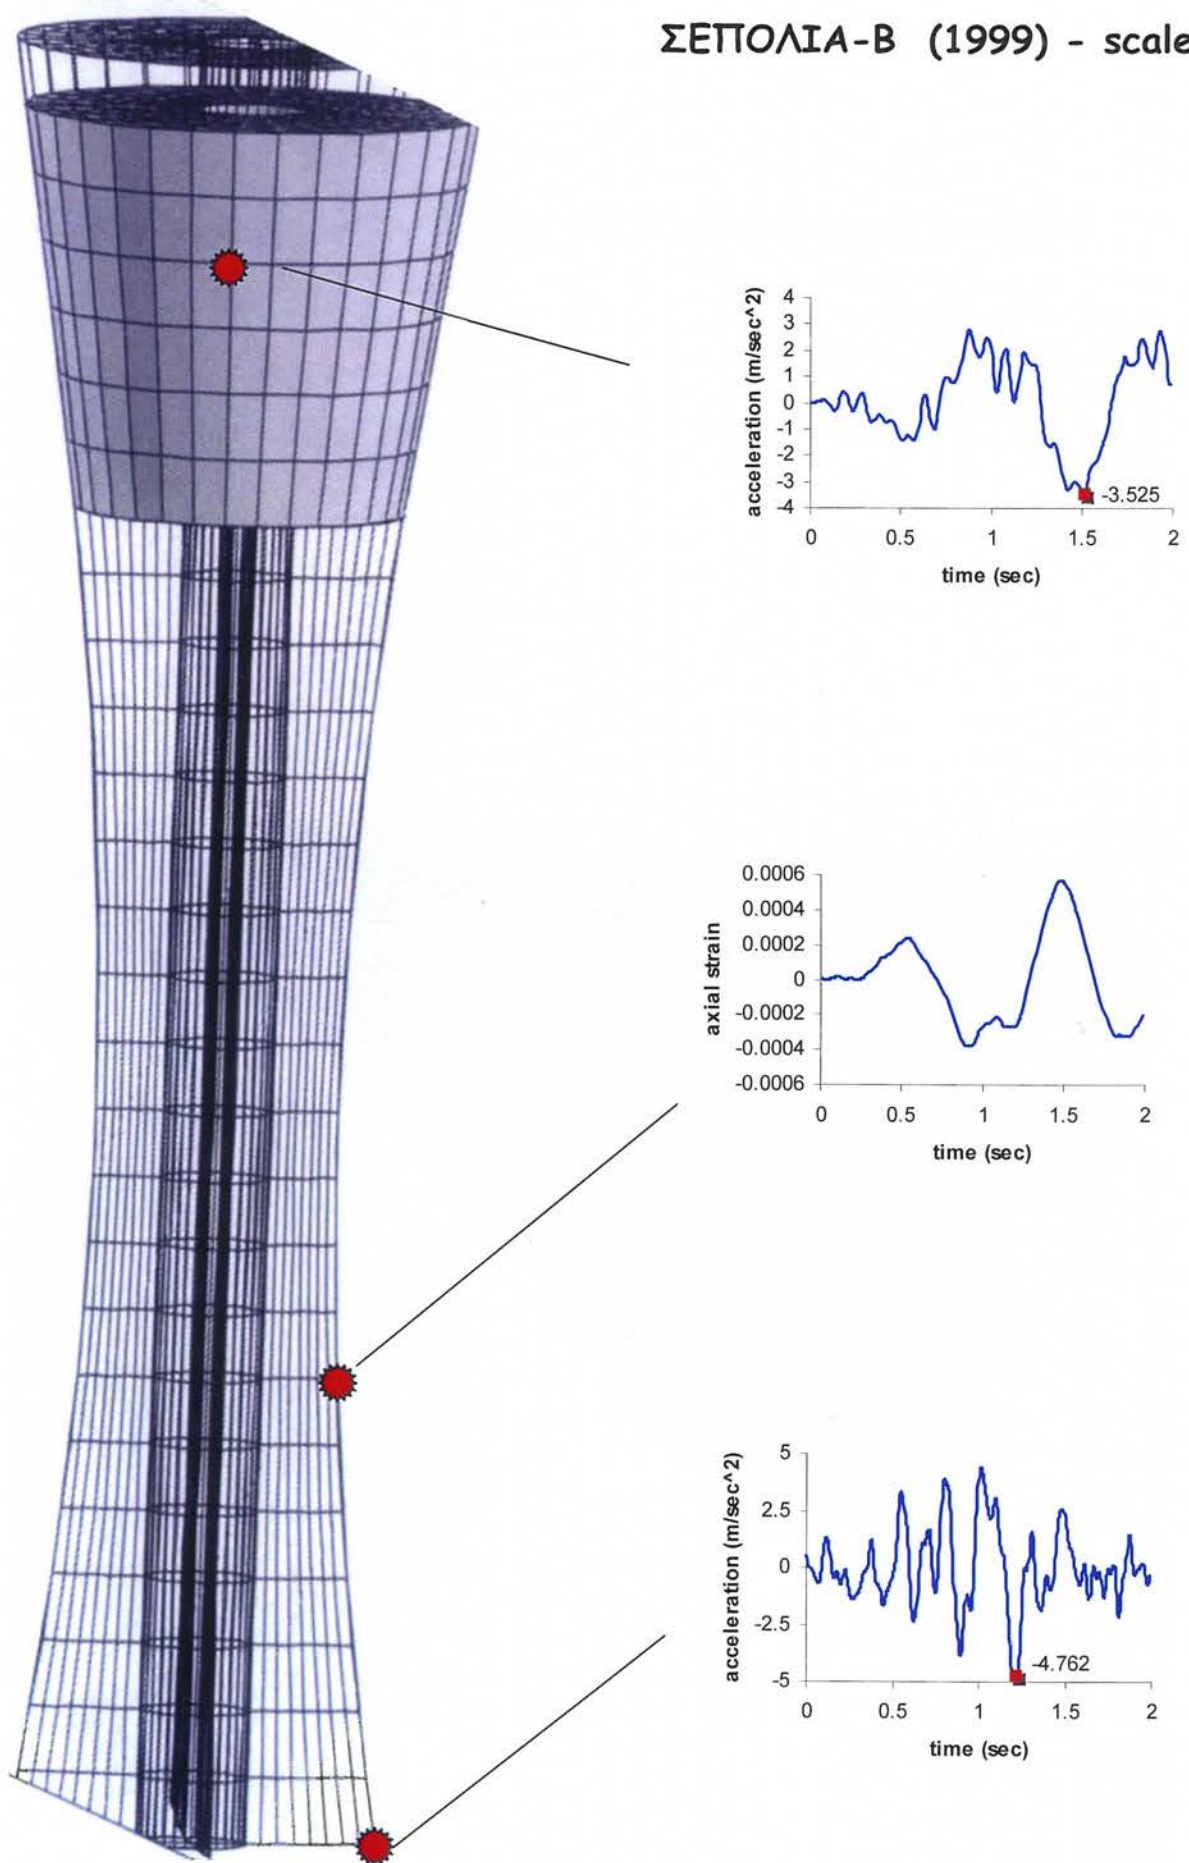 ΣΕΠΟΛΙΑ-Β (1999) - scale
acceleration (m/sec^2)
4
3
2
1
0
-1
-2
-3
-4
-3.525
0 0.5 1 1.5 2
time (sec)
axial strain
0.0006
0.0004
0.0002
0
-0.0002
-0.0004
-0.0006
0 0.5 1 1.5 2
time (sec)
acceleration (m/sec^2)
5
2.5
0
-2.5
-5
-4.762
0 0.5 1 1.5 2
time (sec)